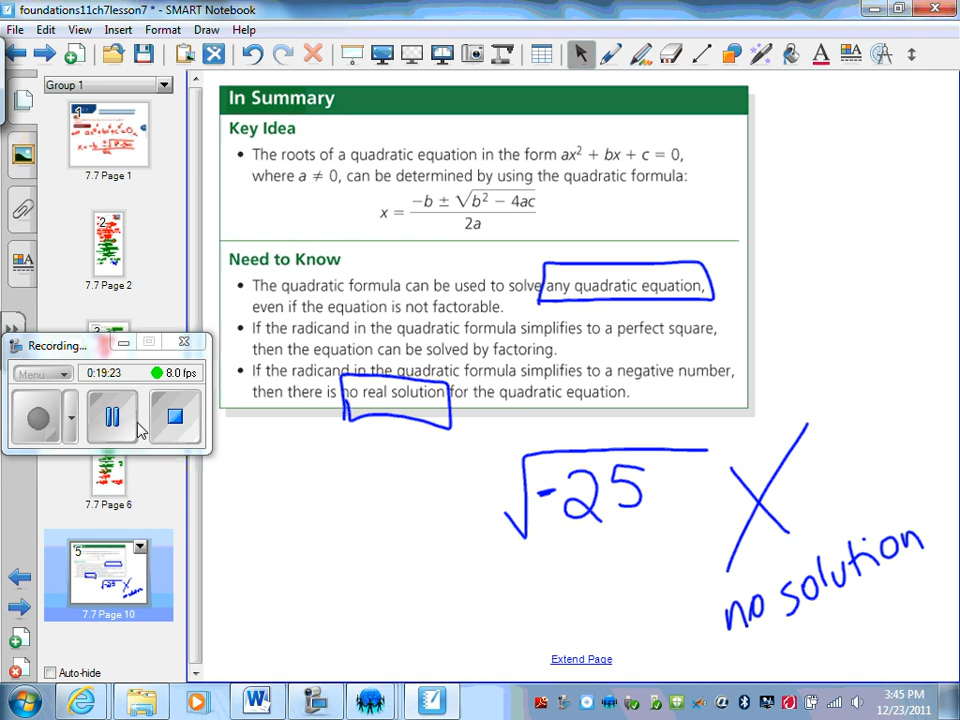 foundations11ch7lesson7 * - SMART Notebook
File Edit View Insert Format Tools Draw Help
Group 1
1
7.7 Page 1
2
7.7 Page 2
3
Recording...
Menu
0:19:23
8.0 fps
7.7 Page 6
5
7.7 Page 10
Auto-hide
In Summary
Key Idea
• The roots of a quadratic equation in the form ax² + bx + c = 0,
where a ≠ 0, can be determined by using the quadratic formula:
x = −b ± √b² − 4ac
2a
Need to Know
• The quadratic formula can be used to solve any quadratic equation,
even if the equation is not factorable.
• If the radicand in the quadratic formula simplifies to a perfect square,
then the equation can be solved by factoring.
• If the radicand in the quadratic formula simplifies to a negative number,
then there is no real solution for the quadratic equation.
√-25 X
no solution
Extend Page
3:45 PM
12/23/2011